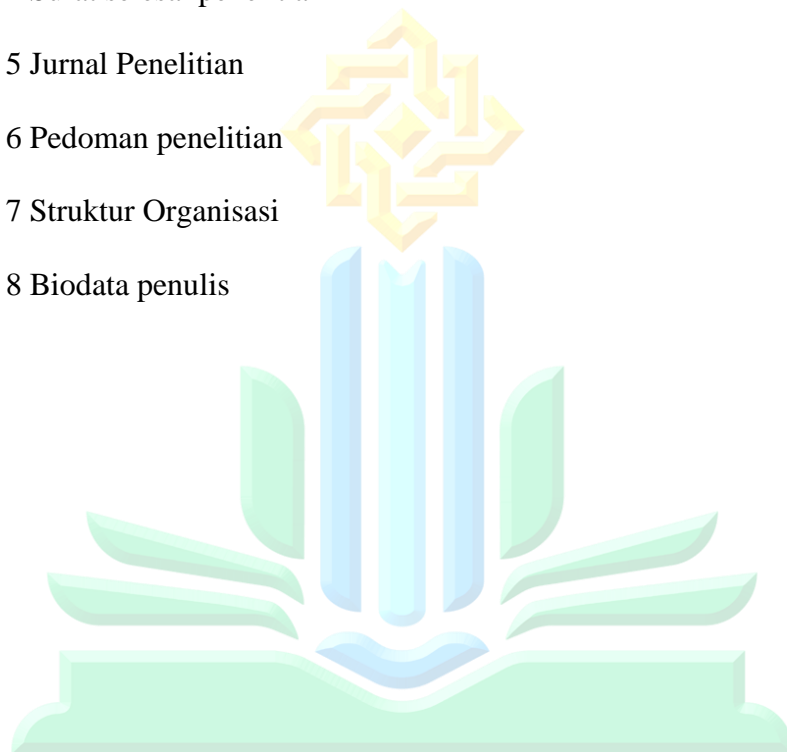 5 Jurnal Penelitian
6 Pedoman penelitian
7 Struktur Organisasi
8 Biodata penulis